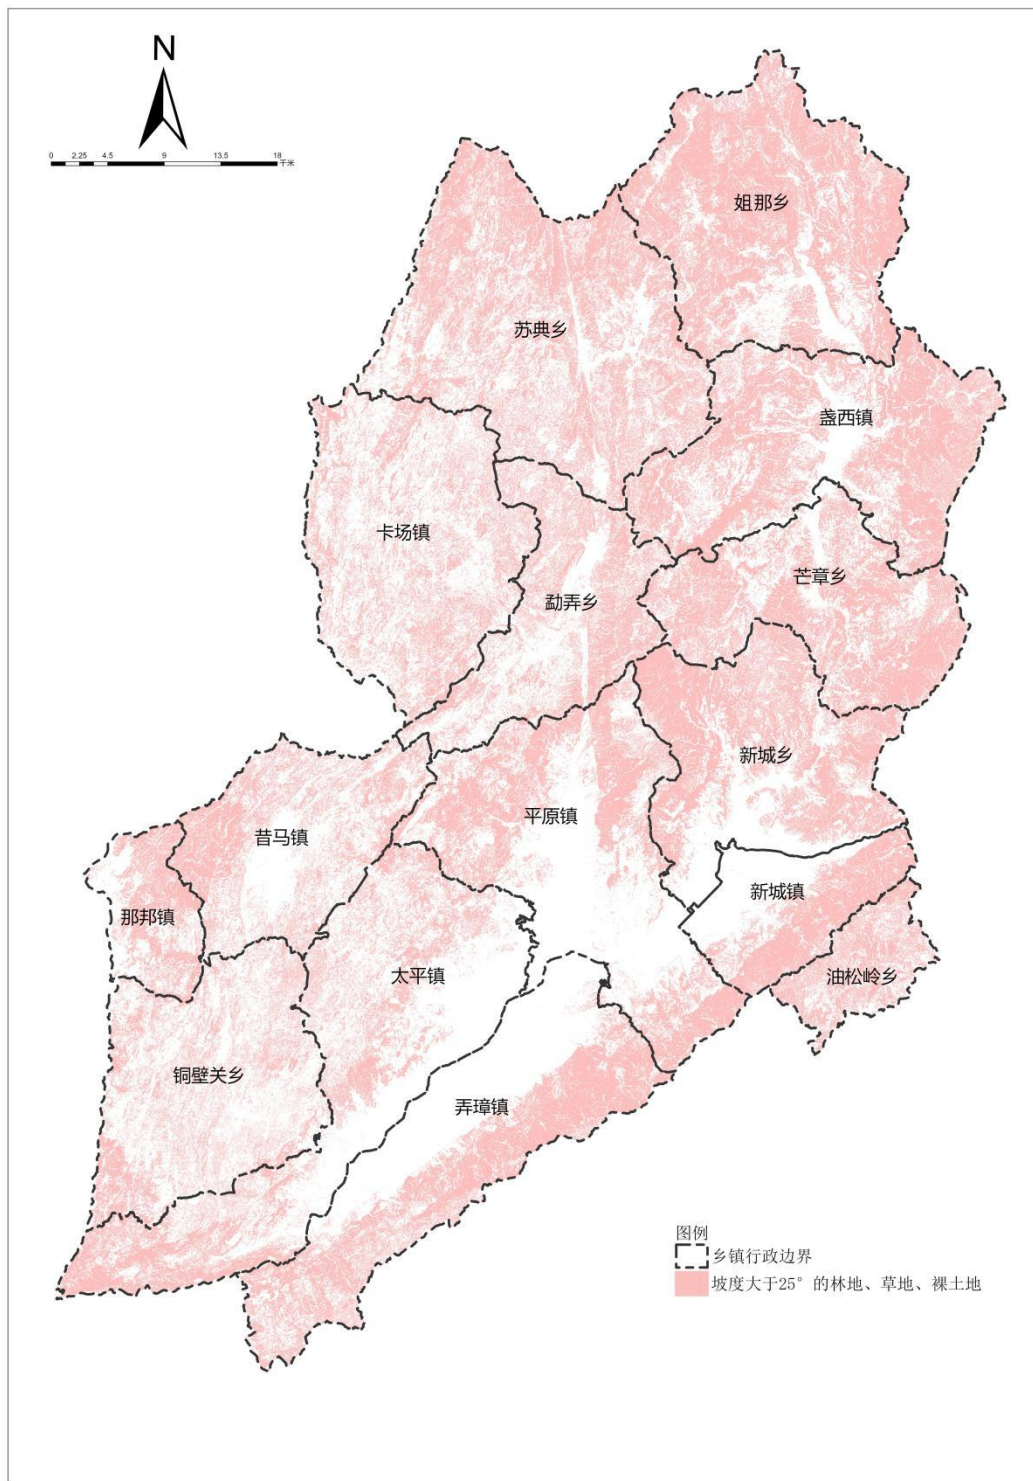 N
0 2.25 4.5 9 13.5 18
千米
姐那乡
苏典乡
盏西镇
卡场镇
芒章乡
勐弄乡
新城乡
平原镇
昔马镇
新城镇
那邦镇
太平镇
油松岭乡
铜壁关乡
弄璋镇
图例
乡镇行政边界
坡度大于25°的林地、草地、裸土地